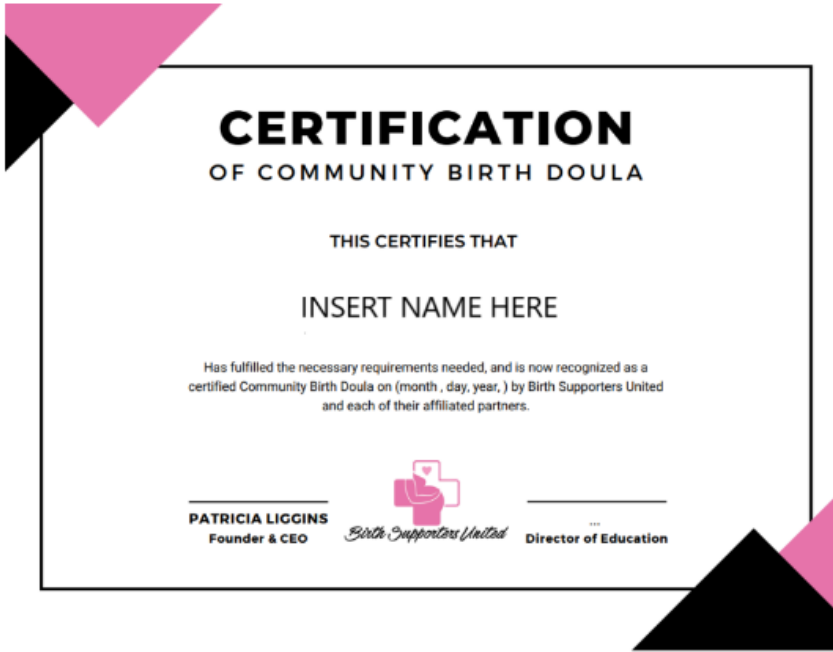 CERTIFICATION
OF COMMUNITY BIRTH DOULA
THIS CERTIFIES THAT
INSERT NAME HERE
Has fulfilled the necessary requirements needed, and is now recognized as a
certified Community Birth Doula on (month , day, year, ) by Birth Supporters United
and each of their affiliated partners.
PATRICIA LIGGINS
Founder & CEO
Birth Supporters United
...
Director of Education